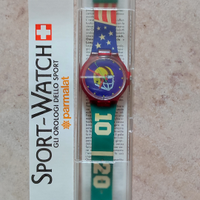 SPORT-WATCH
GLI OROLOGI DELLO SPORT
parmalat
10
20